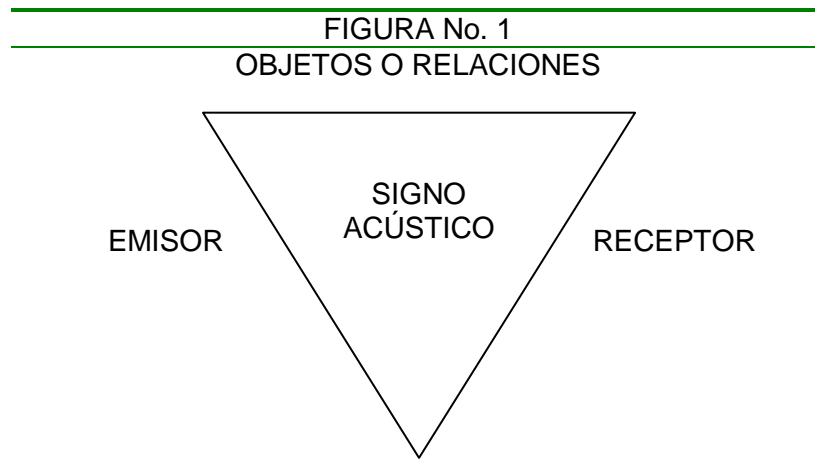 FIGURA No. 1
OBJETOS O RELACIONES
SIGNO
ACÚSTICO
EMISOR
RECEPTOR